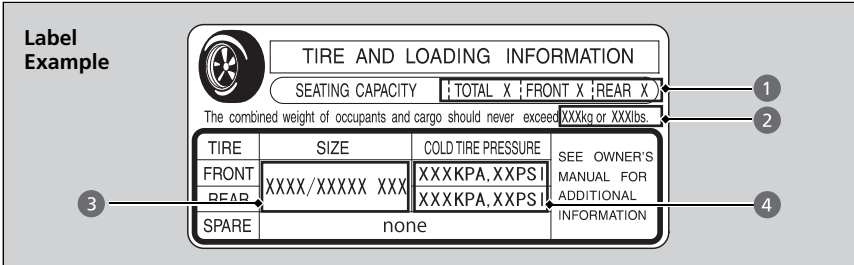 Label
Example
TIRE AND LOADING INFORMATION
SEATING CAPACITY TOTAL X FRONT X REAR X
1
The combined weight of occupants and cargo should never exceed XXXkg or XXXlbs.
2
TIRE SIZE COLD TIRE PRESSURE
SEE OWNER'S
MANUAL FOR
ADDITIONAL
INFORMATION
FRONT XXXX/XXXXX XXX XXXKPA,XXPSI
REAR XXXKPA,XXPSI
3
4
SPARE none